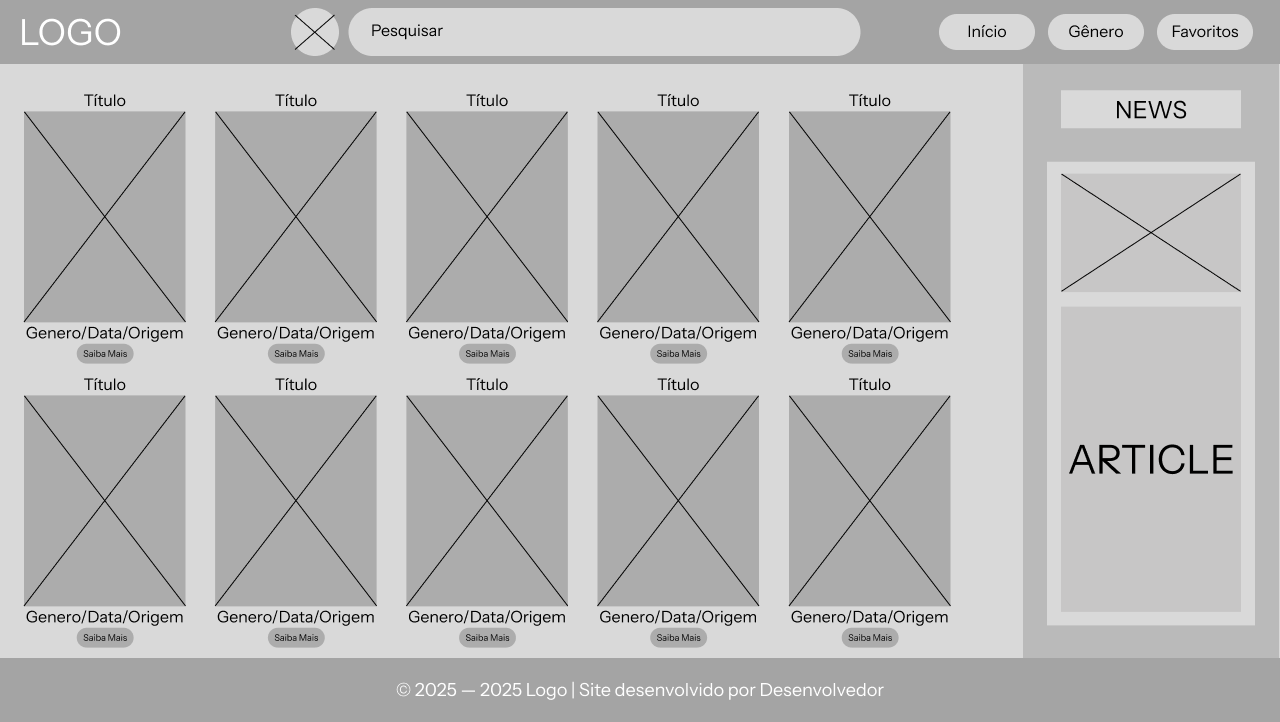 LOGO
Pesquisar
Início
Gênero
Favoritos
Título
Título
Título
Título
Título
Genero/Data/Origem
Genero/Data/Origem
Genero/Data/Origem
Genero/Data/Origem
Genero/Data/Origem
Saiba Mais
Saiba Mais
Saiba Mais
Saiba Mais
Saiba Mais
Título
Título
Título
Título
Título
Genero/Data/Origem
Genero/Data/Origem
Genero/Data/Origem
Genero/Data/Origem
Genero/Data/Origem
Saiba Mais
Saiba Mais
Saiba Mais
Saiba Mais
Saiba Mais
NEWS
ARTICLE
© 2025 — 2025 Logo | Site desenvolvido por Desenvolvedor